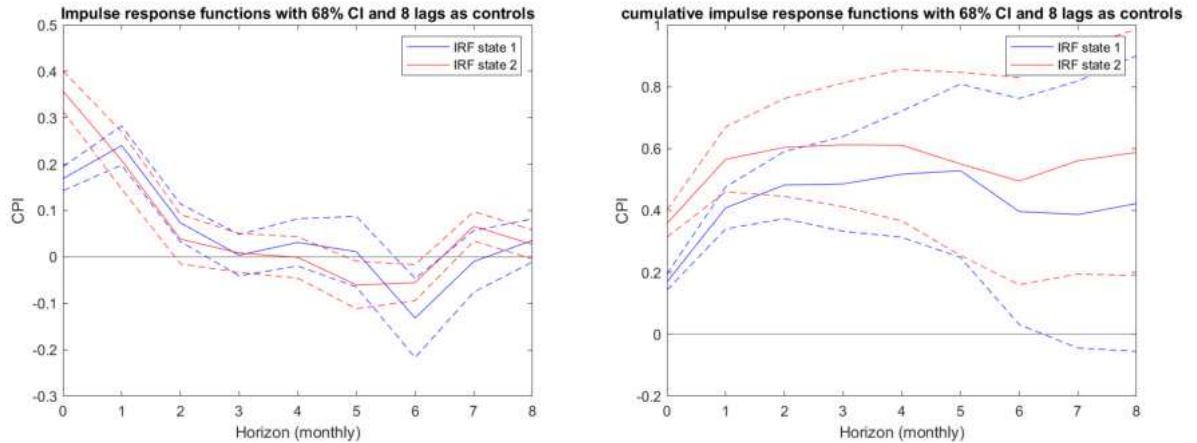 Impulse response functions with 68% CI and 8 lags as controls
0.5
0.4
0.3
0.2
0.1
0
-0.1
-0.2
-0.3
CPI
IRF state 1
IRF state 2
0 1 2 3 4 5 6 7 8
Horizon (monthly)
cumulative impulse response functions with 68% CI and 8 lags as controls
1
0.8
0.6
0.4
0.2
0
-0.2
CPI
IRF state 1
IRF state 2
0 1 2 3 4 5 6 7 8
Horizon (monthly)